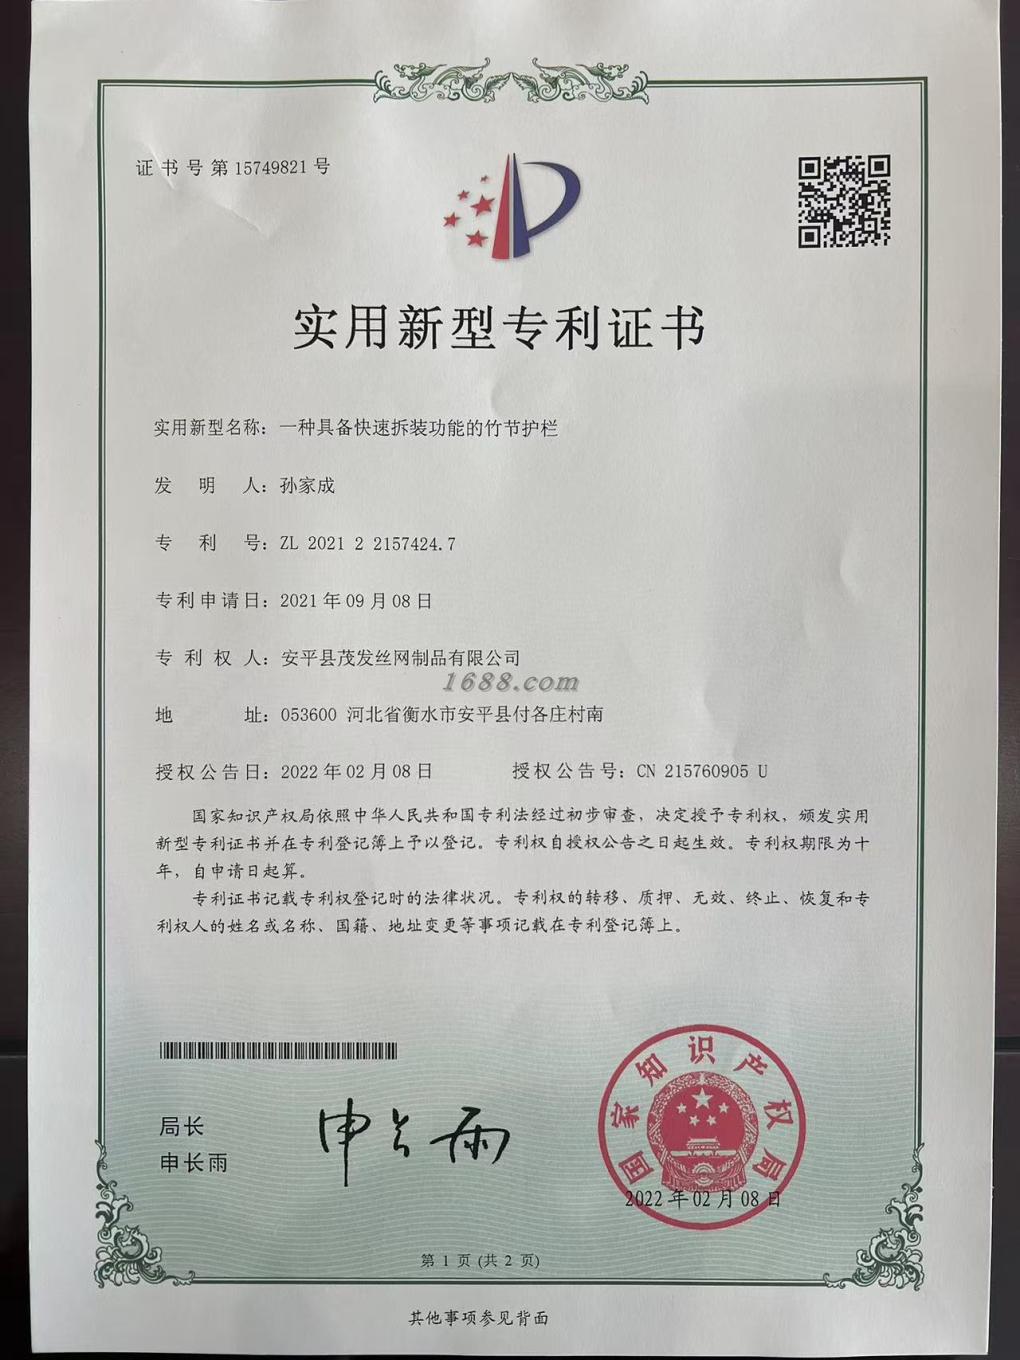 证书号第15749821号
实用新型专利证书
实用新型名称：一种具备快速拆装功能的竹节护栏
发明人：孙家成
专利号：ZL 2021 2 2157424.7
专利申请日：2021年09月08日
专利权人：安平县茂发丝网制品有限公司
1688.com
地址：053600 河北省衡水市安平县付各庄村南
授权公告日：2022年02月08日 授权公告号：CN 215760905 U
国家知识产权局依照中华人民共和国专利法经过初步审查，决定授予专利权，颁发实用
新型专利证书并在专利登记簿上予以登记。专利权自授权公告之日起生效。专利权期限为十
年，自申请日起算。
专利证书记载专利权登记时的法律状况。专利权的转移、质押、无效、终止、恢复和专
利权人的姓名或名称、国籍、地址变更等事项记载在专利登记簿上。
局长
申长雨
申长雨
国家知识产权局
2022年02月08日
第 1 页 (共 2 页)
其他事项参见背面